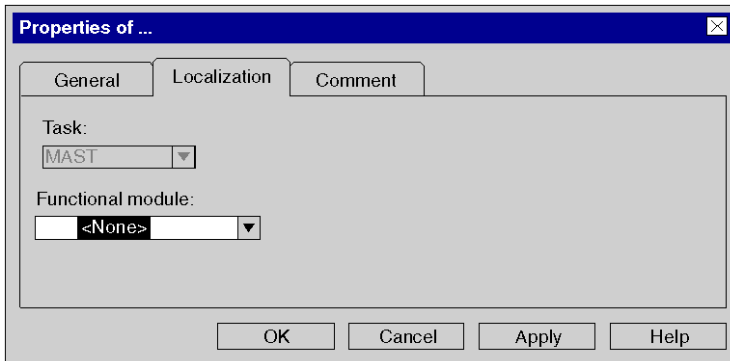 Properties of ...
General Localization Comment
Task:
MAST
Functional module:
<None>
OK Cancel Apply Help